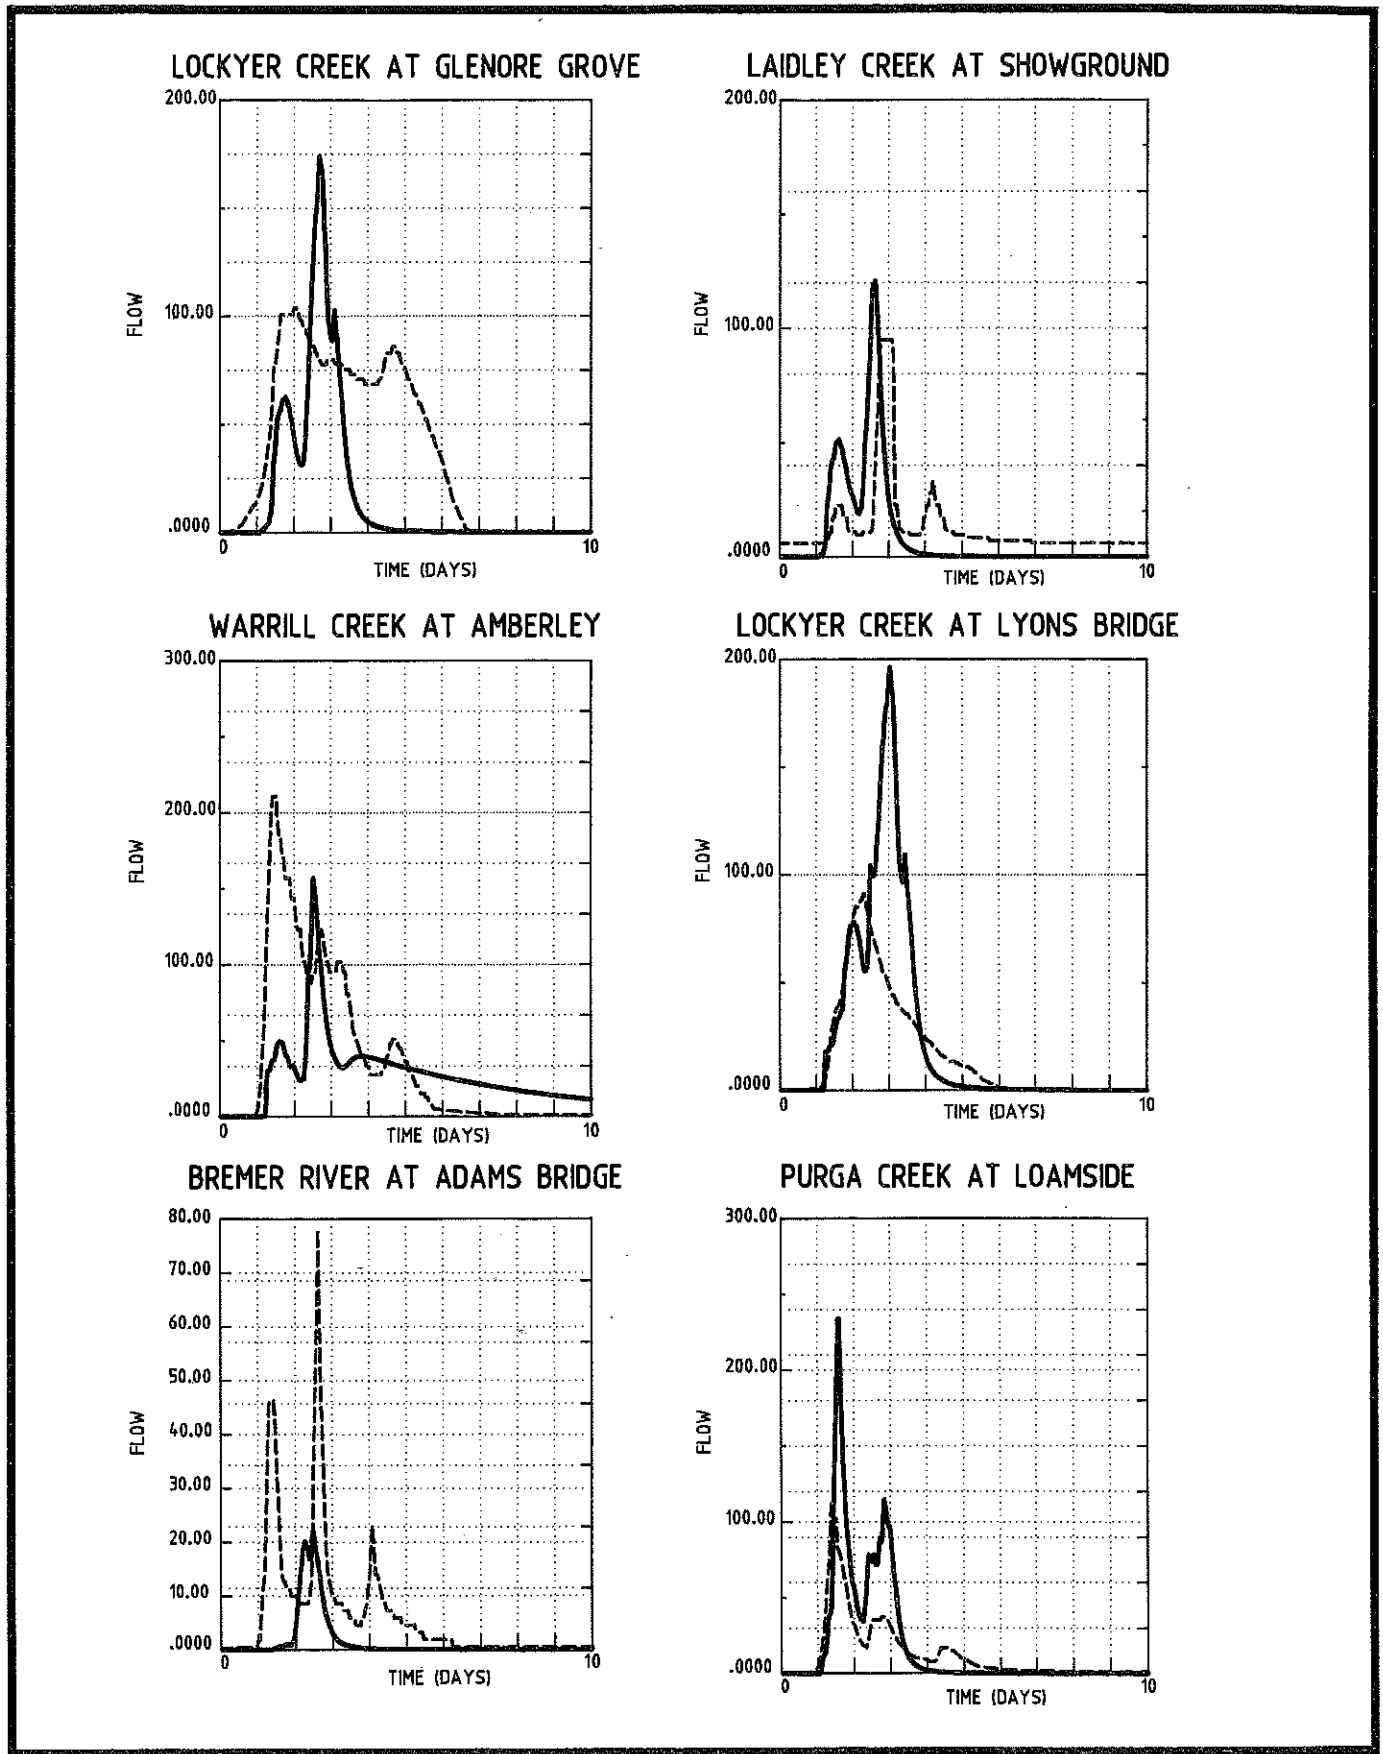 LOCKYER CREEK AT GLENORE GROVE
200.00
FLOW
100.00
.0000
0
10
TIME (DAYS)
LAIDLEY CREEK AT SHOWGROUND
200.00
FLOW
100.00
.0000
0
10
TIME (DAYS)
WARRILL CREEK AT AMBERLEY
300.00
200.00
FLOW
100.00
.0000
0
10
TIME (DAYS)
LOCKYER CREEK AT LYONS BRIDGE
200.00
FLOW
100.00
.0000
0
10
TIME (DAYS)
BREMER RIVER AT ADAMS BRIDGE
80.00
70.00
60.00
50.00
FLOW
40.00
30.00
20.00
10.00
.0000
0
10
TIME (DAYS)
PURGA CREEK AT LOAMSIDE
300.00
200.00
FLOW
100.00
.0000
0
10
TIME (DAYS)